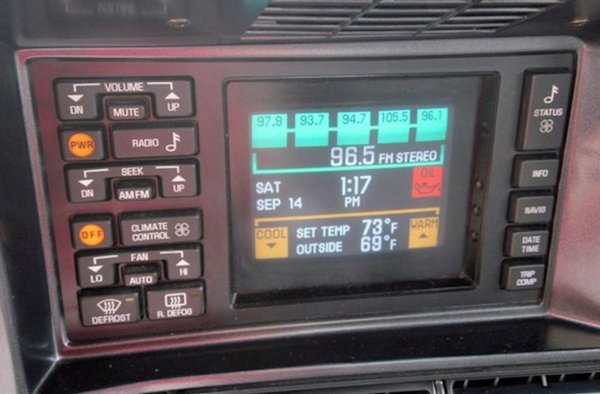 VOLUME
DN MUTE UP
PWR RADIO
SEEK
DN AM FM UP
OFF CLIMATE CONTROL
FAN
LO AUTO HI
DEFROST R. DEFOG
97.9 93.7 94.7 105.5 96.1
96.5 FM STEREO
SAT 1:17 OIL
SEP 14 PM
COOL SET TEMP 73°F WARM
OUTSIDE 69°F
STATUS
INFO
NAVIG
DATE TIME
TRIP COMP